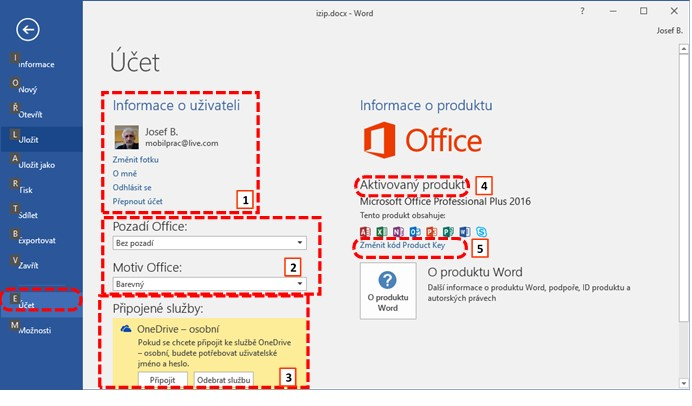 izip.docx - Word
?
Josef B.
I
Informace
O
Nový
Ř
Otevřít
L
Uložit
A
Uložit jako
R
Tisk
T
Sdílet
B
Exportovat
V
Zavřít
E
Účet
M
Možnosti
Účet
Informace o uživateli
Josef B.
mobilprac@live.com
Změnit fotku
O mně
Odhlásit se
Přepnout účet
1
Pozadí Office:
Bez pozadí
2
Motiv Office:
Barevný
Připojené služby:
OneDrive – osobní
Pokud se chcete připojit ke službě OneDrive
– osobní, budete potřebovat uživatelské
jméno a heslo.
Připojit
Odebrat službu
3
Informace o produktu
Office
Aktivovaný produkt
4
Microsoft Office Professional Plus 2016
Tento produkt obsahuje:
Změnit kód Product Key
5
?
O produktu
Word
O produktu Word
Další informace o produktu Word, podpoře, ID produktu a
autorských právech